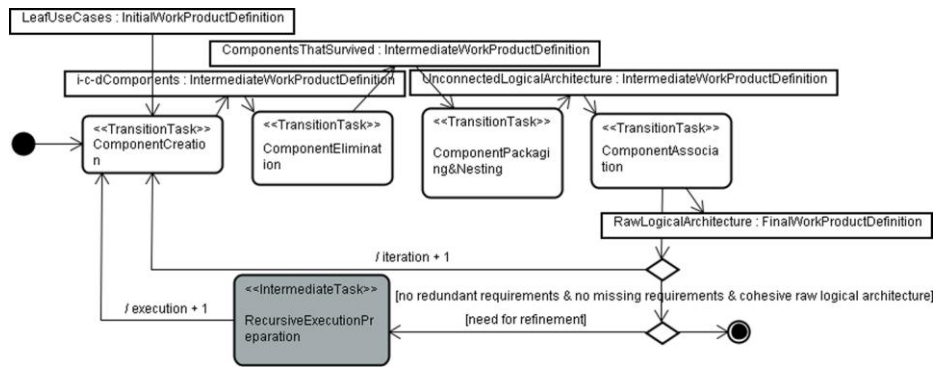 LeafUseCases : InitialWorkProductDefinition
ComponentsThatSurvived : IntermediateWorkProductDefinition
i-c-dComponents : IntermediateWorkProductDefinition
UnconnectedLogicalArchitecture : IntermediateWorkProductDefinition
<<TransitionTask>>
ComponentCreatio
n
<<TransitionTask>>
ComponentEliminat
ion
<<TransitionTask>>
ComponentPackagi
ng&Nesting
<<TransitionTask>>
ComponentAssocia
tion
RawLogicalArchitecture : FinalWorkProductDefinition
/ iteration + 1
<<IntermediateTask>>
RecursiveExecutionPr
eparation
/ execution + 1
[no redundant requirements & no missing requirements & cohesive raw logical architecture]
[need for refinement]